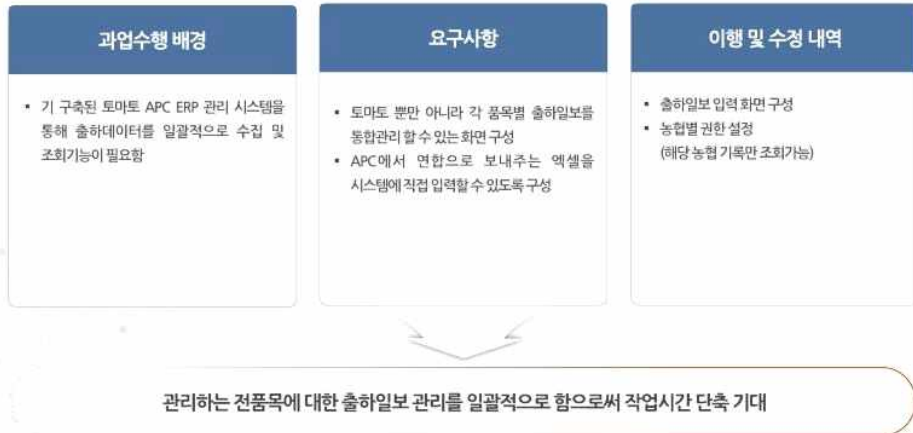 과업수행 배경
▪ 기 구축된 토마토 APC ERP 관리 시스템을
통해 출하데이터를 일괄적으로 수집 및
조회기능이 필요함
요구사항
▪ 토마토 뿐만 아니라 각 품목별 출하일보를
통합관리 할 수 있는 화면 구성
▪ APC에서 연합으로 보내주는 엑셀을
시스템에 직접 입력할 수 있도록 구성
이행 및 수정 내역
▪ 출하일보 입력 화면 구성
▪ 농협별 권한 설정
(해당 농협 기록만 조회가능)
관리하는 전품목에 대한 출하일보 관리를 일괄적으로 함으로써 작업시간 단축 기대